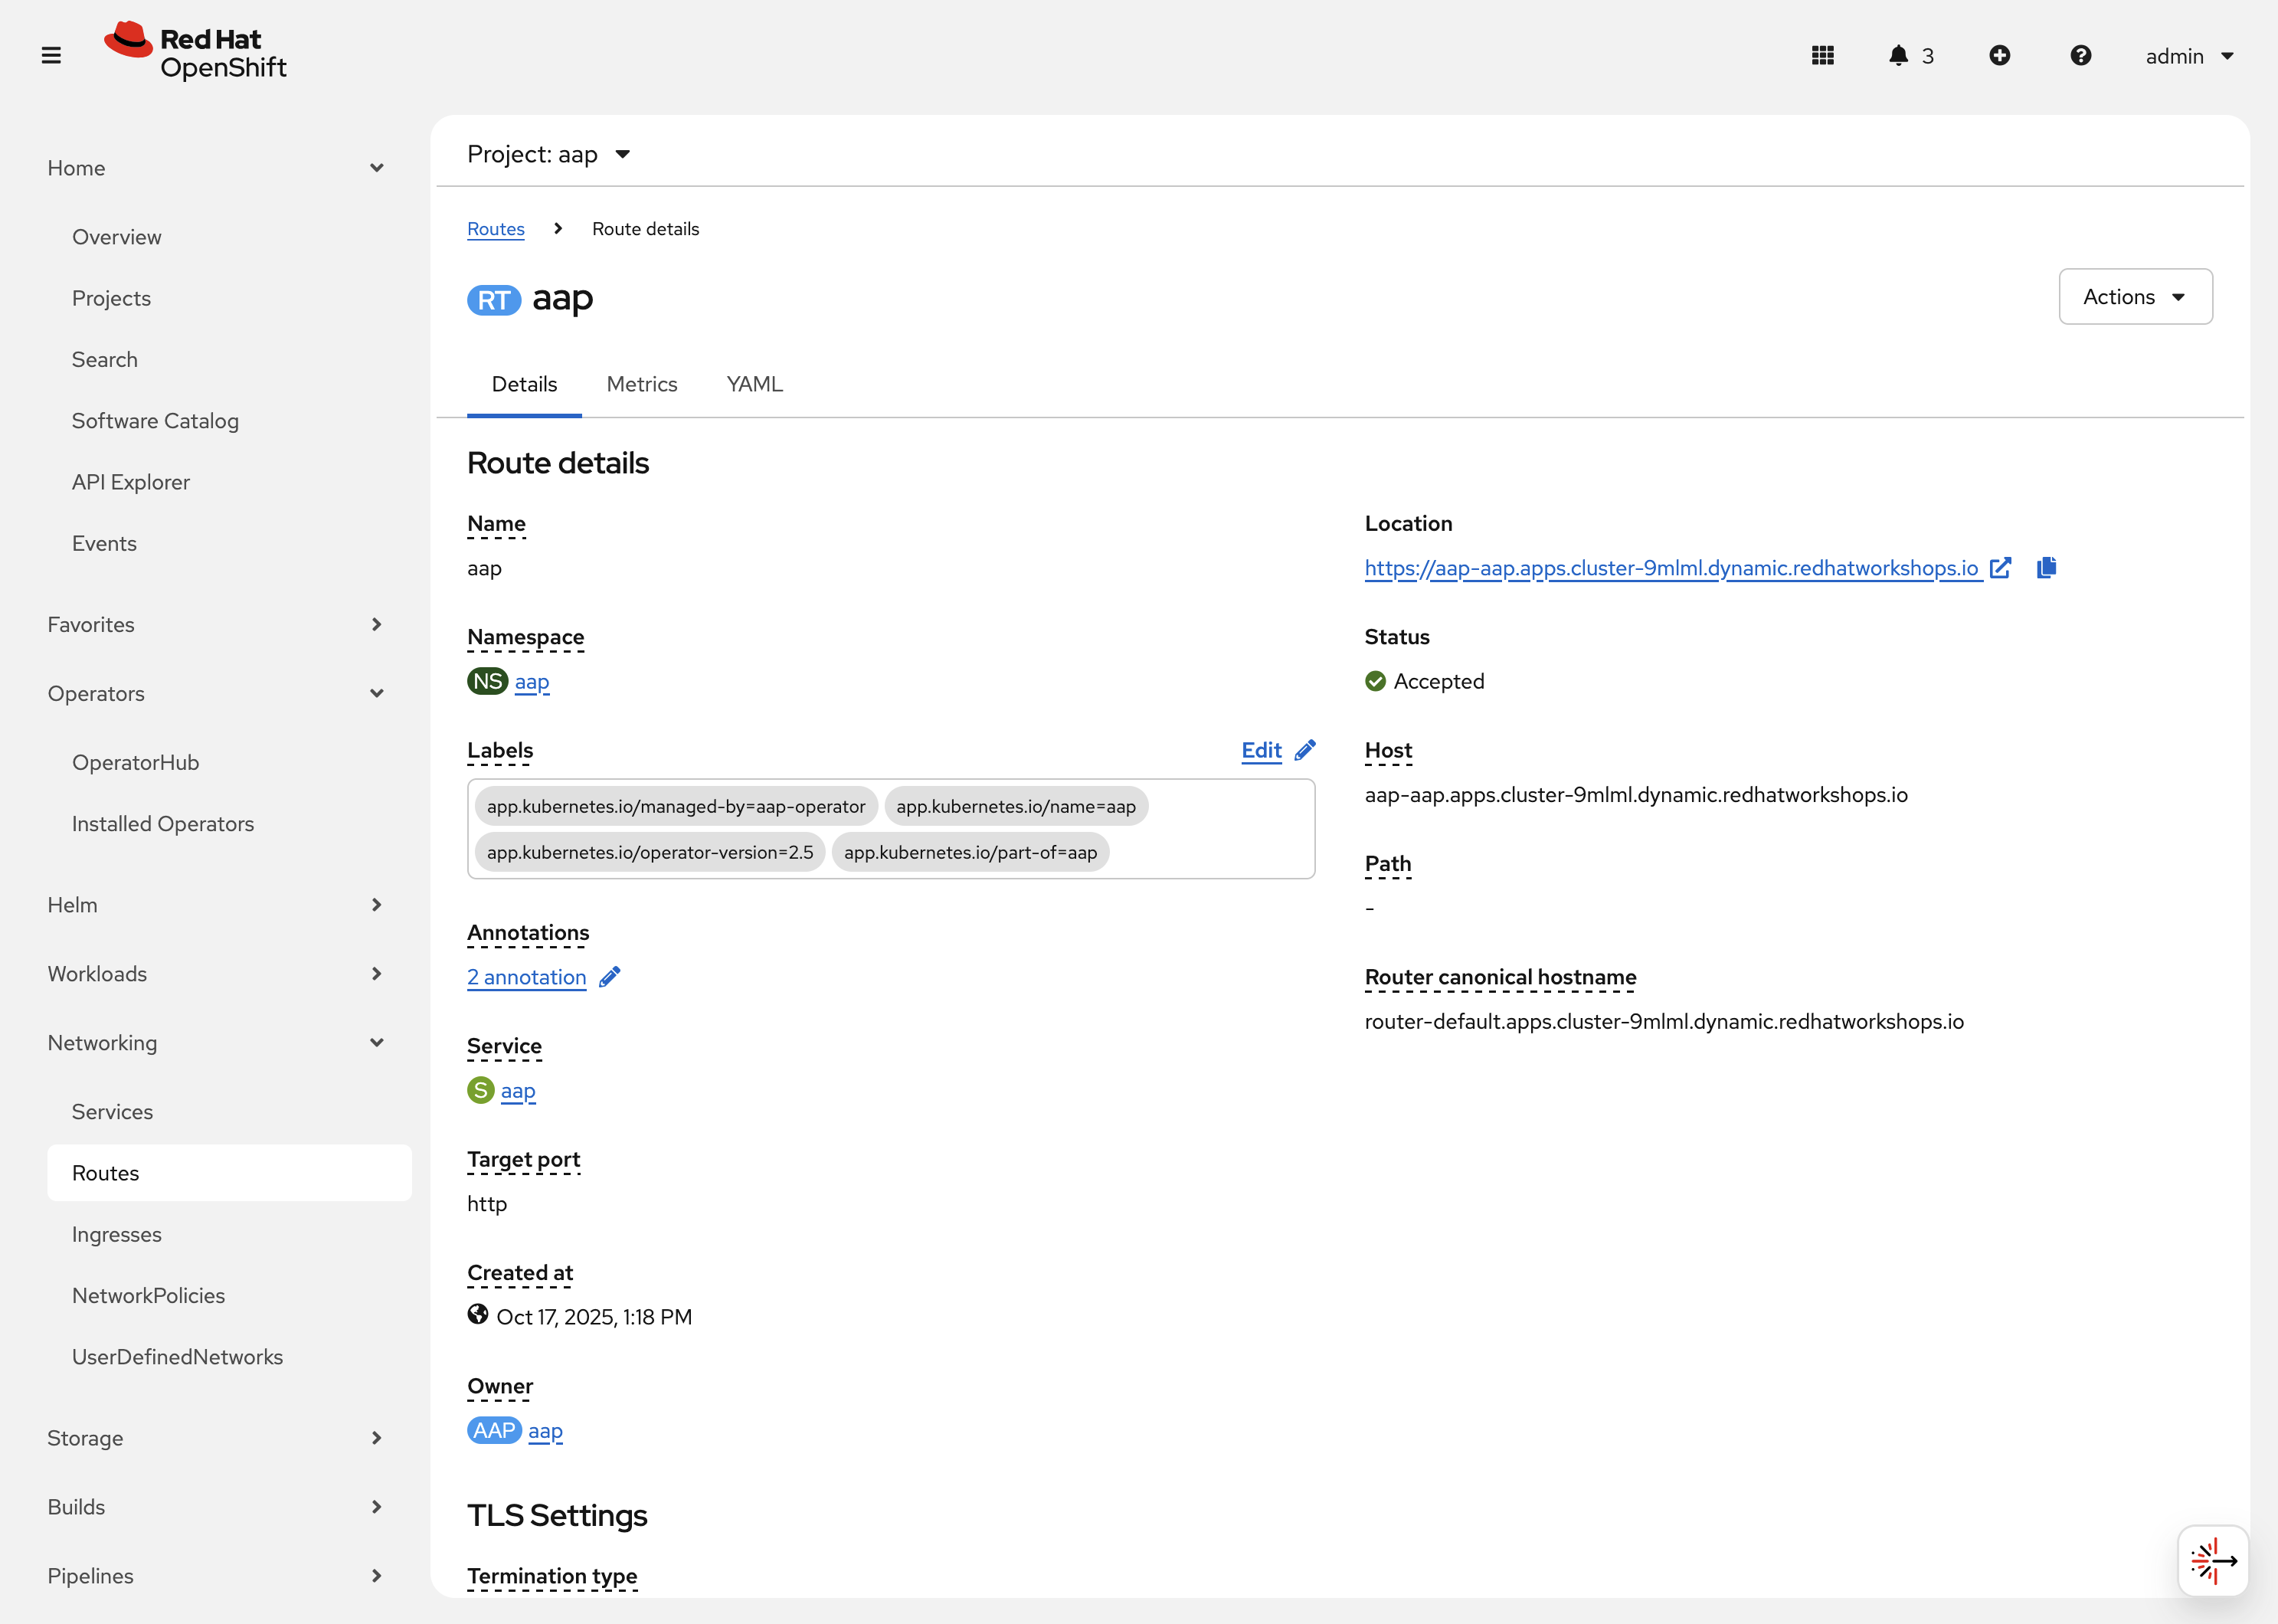 Red Hat
OpenShift
3
admin
Home
Overview
Projects
Search
Software Catalog
API Explorer
Events
Favorites
Operators
OperatorHub
Installed Operators
Helm
Workloads
Networking
Services
Routes
Ingresses
NetworkPolicies
UserDefinedNetworks
Storage
Builds
Pipelines
Project: aap
Routes > Route details
RT aap
Actions
Details Metrics YAML
Route details
Name
aap
Namespace
NS aap
Labels Edit
app.kubernetes.io/managed-by=aap-operator app.kubernetes.io/name=aap
app.kubernetes.io/operator-version=2.5 app.kubernetes.io/part-of=aap
Annotations
2 annotation
Service
S aap
Target port
http
Created at
Oct 17, 2025, 1:18 PM
Owner
AAP aap
Location
https://aap-aap.apps.cluster-9mlml.dynamic.redhatworkshops.io
Status
Accepted
Host
aap-aap.apps.cluster-9mlml.dynamic.redhatworkshops.io
Path
-
Router canonical hostname
router-default.apps.cluster-9mlml.dynamic.redhatworkshops.io
TLS Settings
Termination type